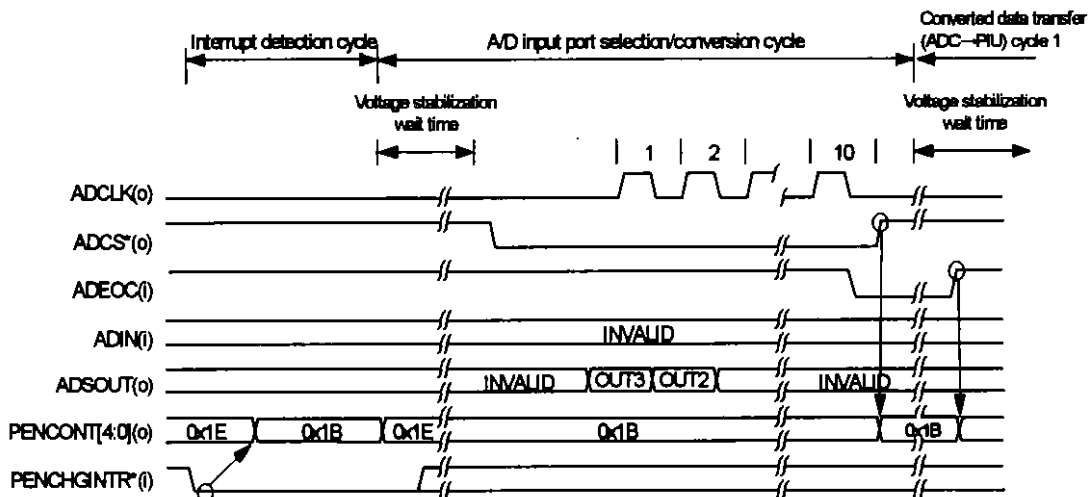 Interrupt detection cycle
A/D input port selection/conversion cycle
Converted data transfer
(ADC→PIU) cycle 1
Voltage stabilization
wait time
Voltage stabilization
wait time
1 2 10
ADCLK(o)
ADCS*(o)
ADEOC(i)
ADIN(i) INVALID
ADSOUT(o) INVALID OUT3 OUT2 INVALID
PENCONT[4:0](o) 0x1E 0x1B 0x1E 0x1B 0x1B
PENCHGINTR*(i)